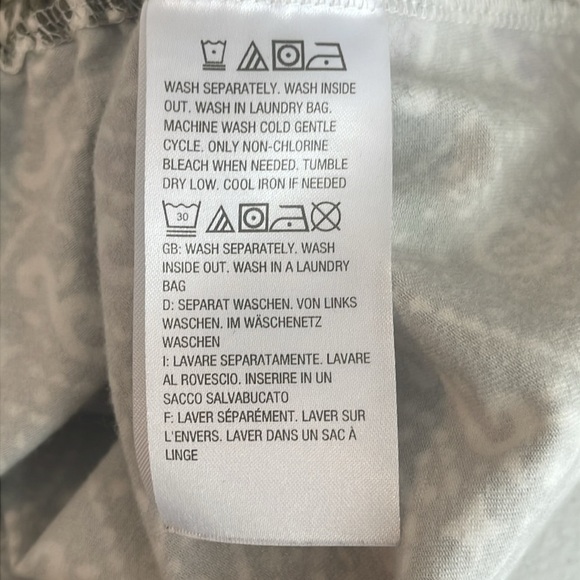 WASH SEPARATELY. WASH INSIDE
OUT. WASH IN LAUNDRY BAG.
MACHINE WASH COLD GENTLE
CYCLE. ONLY NON-CHLORINE
BLEACH WHEN NEEDED. TUMBLE
DRY LOW. COOL IRON IF NEEDED
30
GB: WASH SEPARATELY. WASH
INSIDE OUT. WASH IN A LAUNDRY
BAG
D: SEPARAT WASCHEN. VON LINKS
WASCHEN. IM WÄSCHENETZ
WASCHEN
I: LAVARE SEPARATAMENTE. LAVARE
AL ROVESCIO. INSERIRE IN UN
SACCO SALVABUCATO
F: LAVER SÉPARÉMENT. LAVER SUR
L'ENVERS. LAVER DANS UN SAC À
LINGE